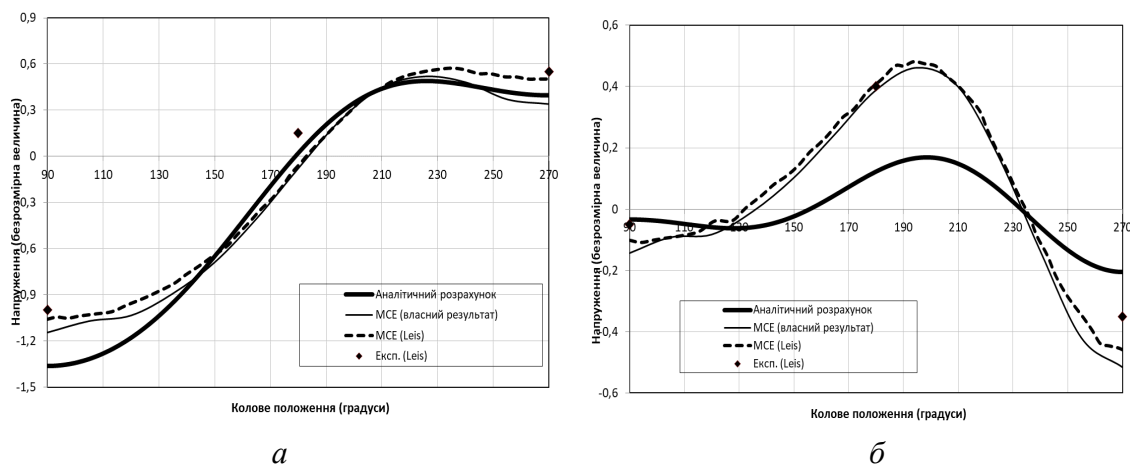 0,9
0,6
0,3
0
-0,3
-0,6
-0,9
-1,2
-1,5
90 110 130 150 170 190 210 230 250 270
Напруження (безрозмірна величина)
Колове положення (градуси)
Аналітичний розрахунок
МСЕ (власний результат)
МСЕ (Leis)
Експ. (Leis)
а
0,6
0,4
0,2
0
-0,2
-0,4
-0,6
90 110 130 150 170 190 210 230 250 270
Напруження (безрозмірна величина)
Колове положення (градуси)
Аналітичний розрахунок
МСЕ (власний результат)
МСЕ (Leis)
Експ. (Leis)
б